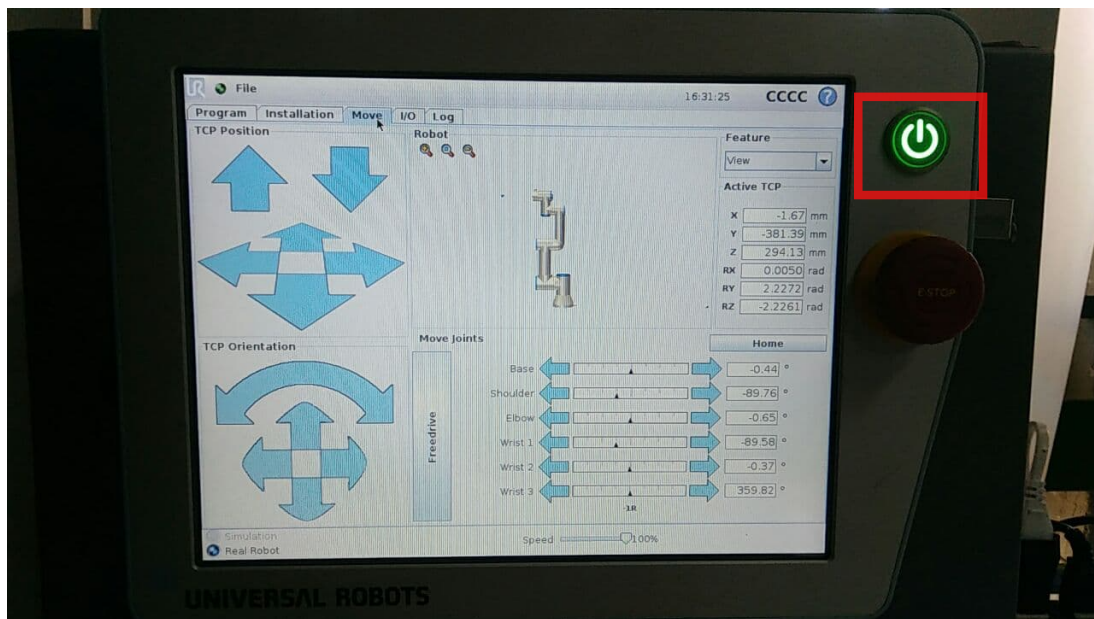 File
16:31:25 CCCC ?
Program Installation Move I/O Log
TCP Position
Robot
Feature
View
Active TCP
X -1.67 mm
Y -381.39 mm
Z 294.13 mm
RX 0.0050 rad
RY 2.2272 rad
RZ -2.2261 rad
E-STOP
TCP Orientation
Move Joints
Home
Freedrive
Base -0.44 °
Shoulder -89.76 °
Elbow -0.65 °
Wrist 1 -89.58 °
Wrist 2 -0.37 °
Wrist 3 359.82 °
-1R
Simulation
Real Robot
Speed 100%
UNIVERSAL ROBOTS